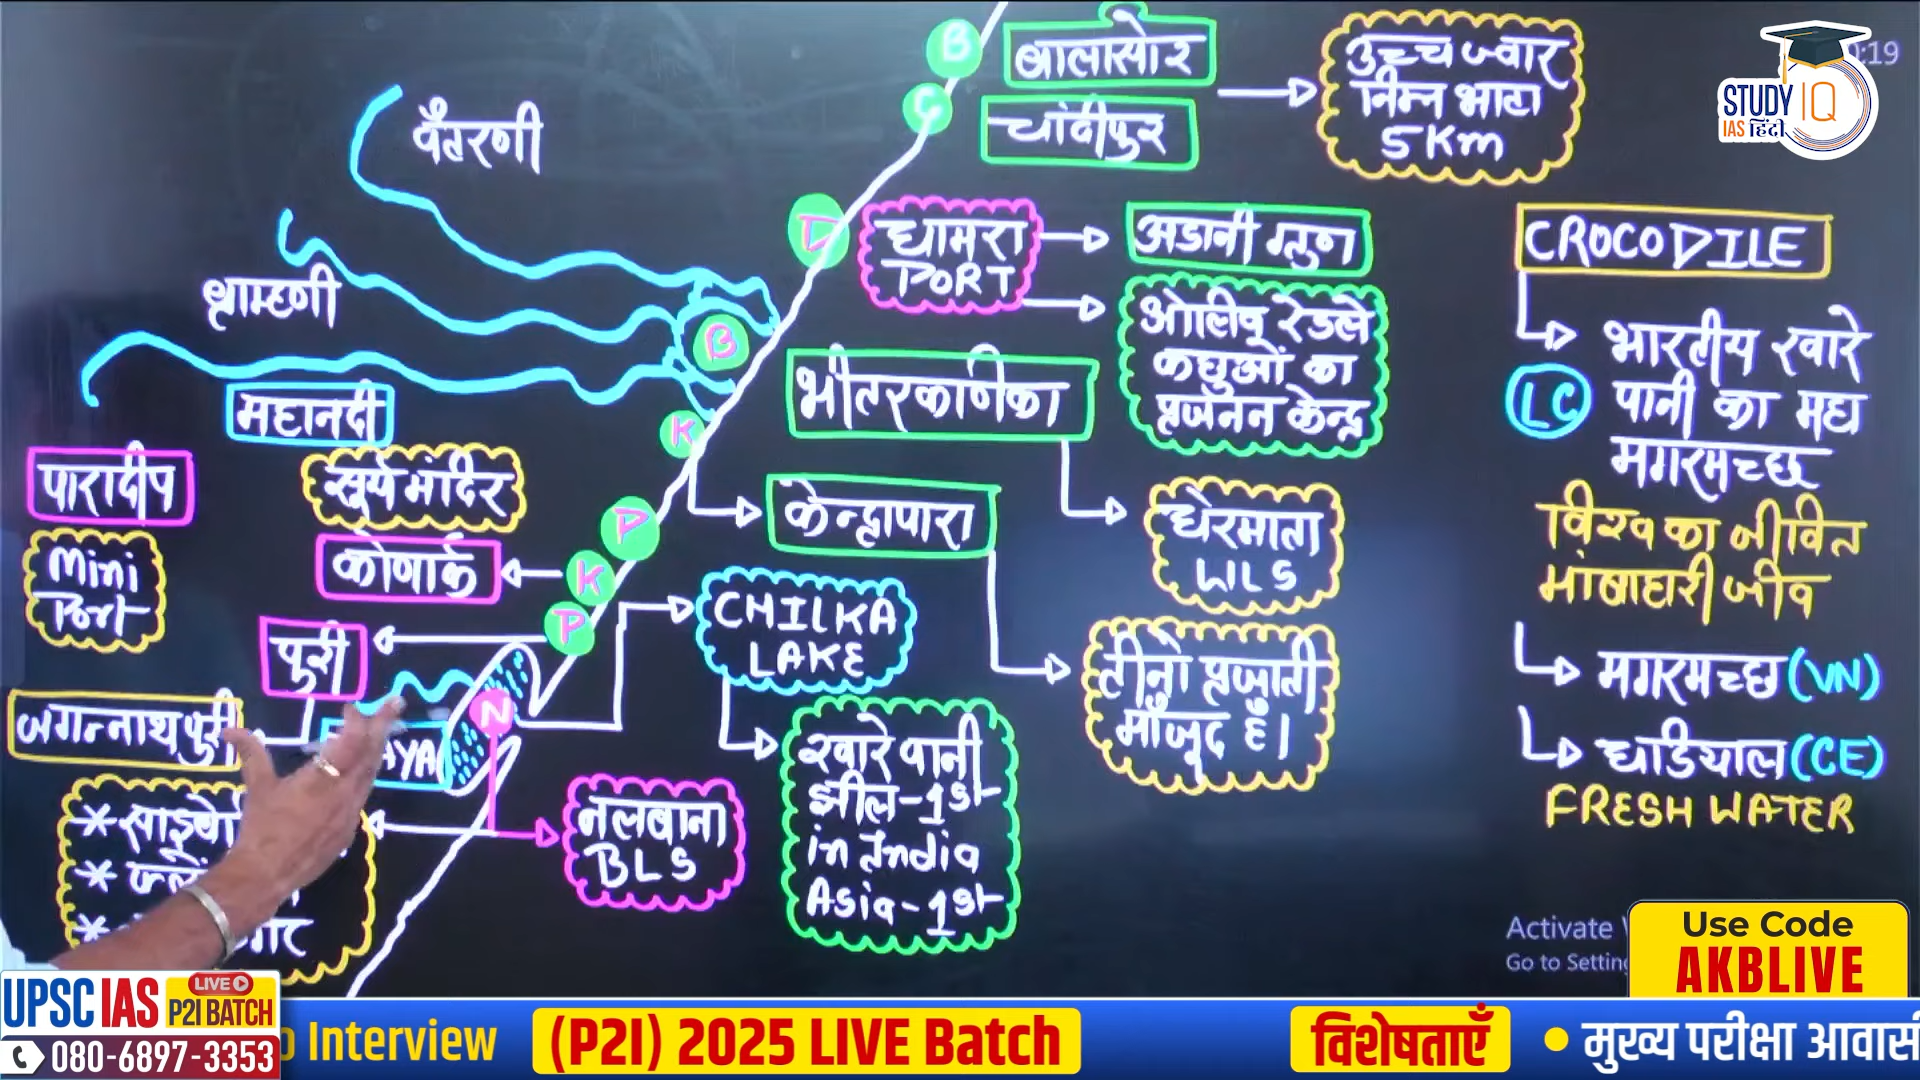 B
बालासोर
C
चांदीपुर
उच्च ज्वार
निम्न भाटा
5Km
:19
STUDY IQ
IAS हिंदी
वैतरणी
D
धामरा
PORT
अडानी ग्रुप
ओलिव रेडले
कछुओं का
प्रजनन केन्द्र
CROCODILE
भारतीय खारे
पानी का मघ
मगरमच्छ
LC
विश्व का जीवित
मांषाहारी जीव
मगरमच्छ (VN)
घडियाल (CE)
FRESH WATER
ब्राम्हणी
B
भीतरकणिका
महानदी
K
केन्द्रापारा
WLS
तीनों प्रजाती
मौजूद है।
पारादीप
Mini
Port
सूर्य मंदिर
कोणार्क
P
K
P
पुरी
जगन्नाथपुरी
CHILKA
LAKE
खारे पानी
झील-1st
in India
Asia-1st
N
AYA
नलबाना
BLS
*
*
*
Activate
Go to Settin
Use Code
AKBLIVE
UPSC IAS
LIVE
P2I BATCH
080-6897-3353
o Interview
(P2I) 2025 LIVE Batch
विशेषताएँ
• मुख्य परीक्षा आवासी